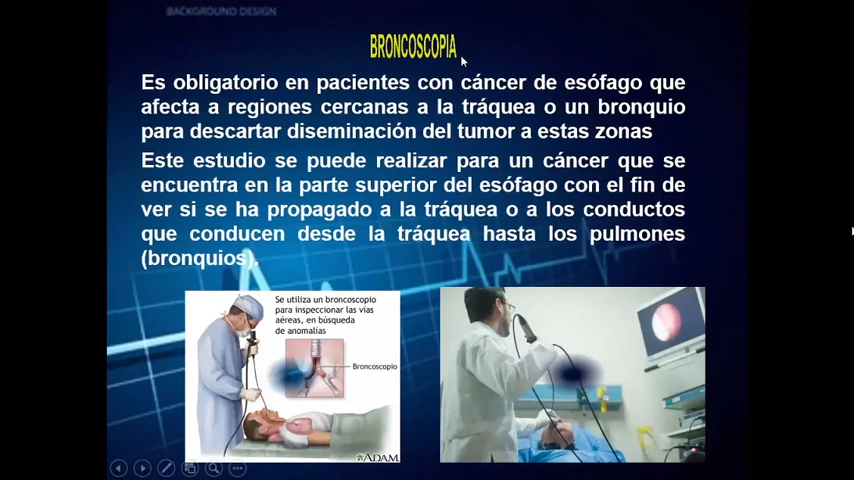 BACKGROUND DESIGN
BRONCOSCOPIA
Es obligatorio en pacientes con cáncer de esófago que
afecta a regiones cercanas a la tráquea o un bronquio
para descartar diseminación del tumor a estas zonas
Este estudio se puede realizar para un cáncer que se
encuentra en la parte superior del esófago con el fin de
ver si se ha propagado a la tráquea o a los conductos
que conducen desde la tráquea hasta los pulmones
(bronquios).
Se utiliza un broncoscopio
para inspeccionar las vías
aéreas, en búsqueda
de anomalías
Broncoscopio
ADAM